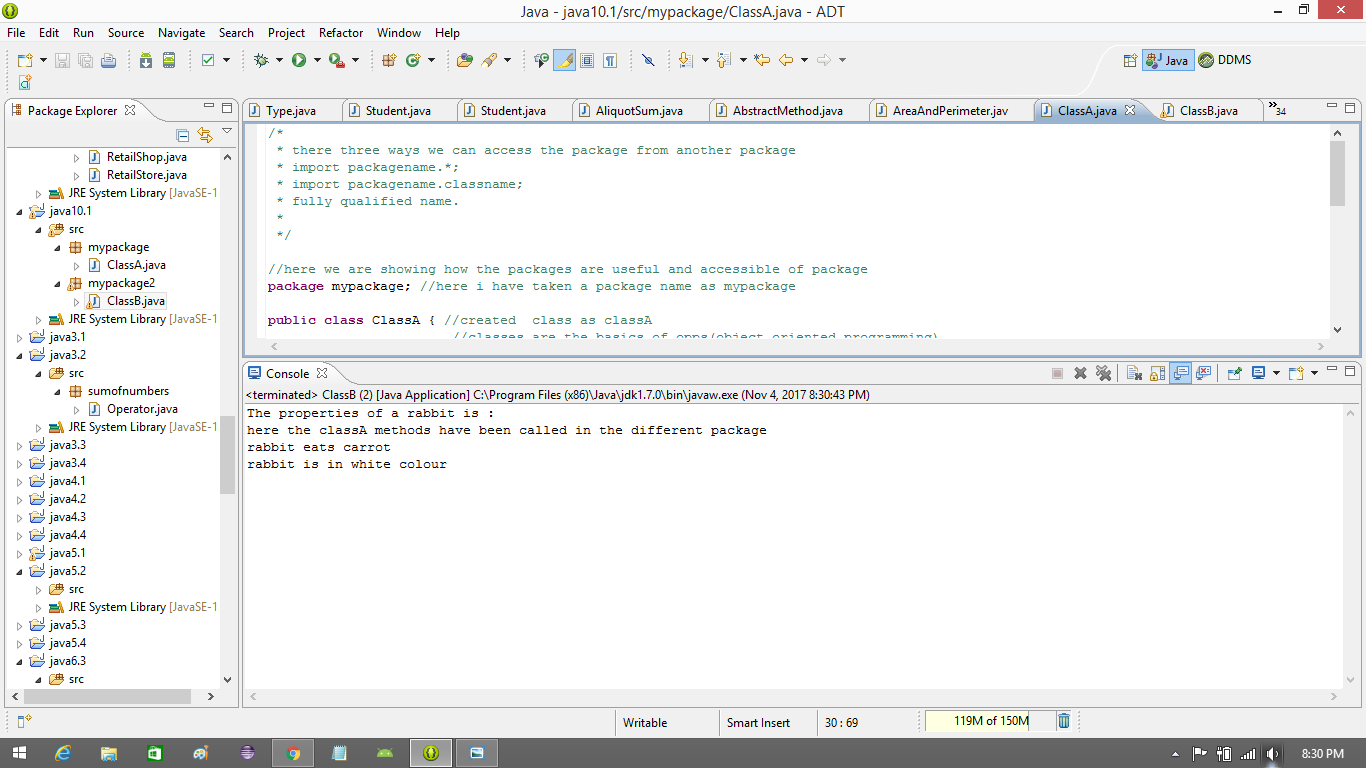 Java - java10.1/src/mypackage/ClassA.java - ADT
File Edit Run Source Navigate Search Project Refactor Window Help
Java DDMS
Package Explorer
RetailShop.java
RetailStore.java
JRE System Library [JavaSE-1
java10.1
src
mypackage
ClassA.java
mypackage2
ClassB.java
JRE System Library [JavaSE-1
java3.1
java3.2
src
sumofnumbers
Operator.java
JRE System Library [JavaSE-1
java3.3
java3.4
java4.1
java4.2
java4.3
java4.4
java5.1
java5.2
src
JRE System Library [JavaSE-1
java5.3
java5.4
java6.3
src
Type.java Student.java Student.java AliquotSum.java AbstractMethod.java AreaAndPerimeter.jav ClassA.java ClassB.java »34
/*
* there three ways we can access the package from another package
* import packagename.*;
* import packagename.classname;
* fully qualified name.
*
*/
//here we are showing how the packages are useful and accessible of package
package mypackage; //here i have taken a package name as mypackage
public class ClassA { //created  class as classA
//classes are the basics of opps(object oriented programming)
Console
<terminated> ClassB (2) [Java Application] C:\Program Files (x86)\Java\jdk1.7.0\bin\javaw.exe (Nov 4, 2017 8:30:43 PM)
The properties of a rabbit is :
here the classA methods have been called in the different package
rabbit eats carrot
rabbit is in white colour
Writable Smart Insert 30 : 69 119M of 150M
8:30 PM